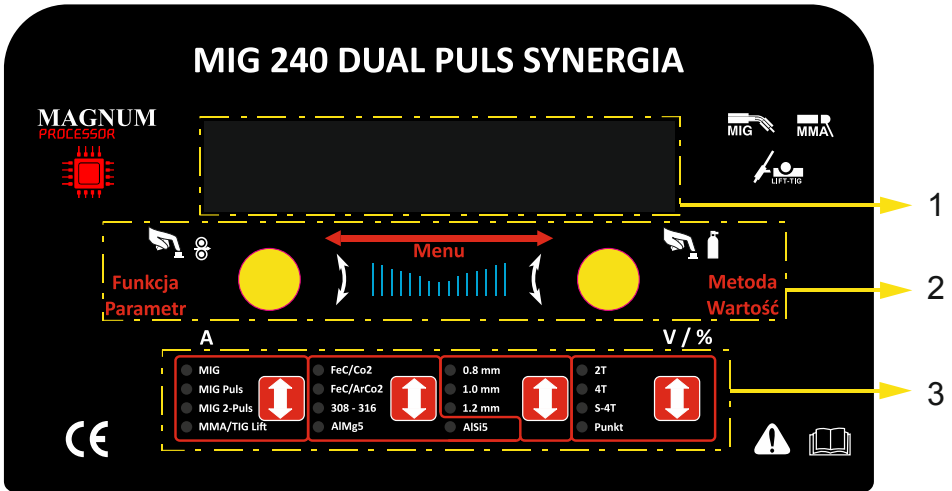 MIG 240 DUAL PULS SYNERGIA
MAGNUM
PROCESSOR
MIG
MMA
LIFT-TIG
1
Menu
Funkcja
Parametr
Metoda
Wartość
2
A
V / %
MIG
MIG Puls
MIG 2-Puls
MMA/TIG Lift
FeC/Co2
FeC/ArCo2
308 - 316
AlMg5
0.8 mm
1.0 mm
1.2 mm
AlSi5
2T
4T
S-4T
Punkt
3
CE